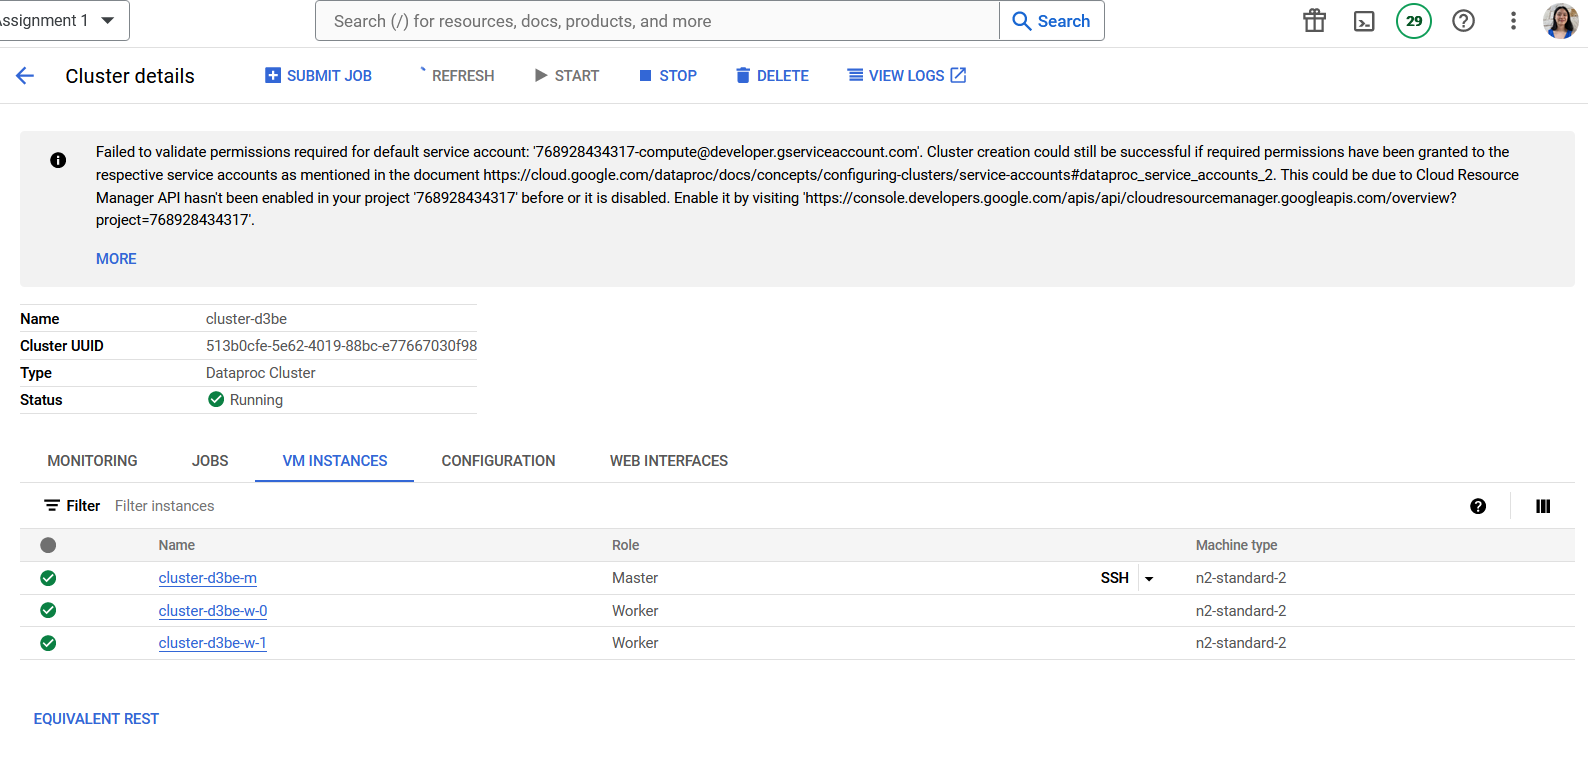 Assignment 1
Search (/) for resources, docs, products, and more
Search
29
Cluster details
SUBMIT JOB
REFRESH
START
STOP
DELETE
VIEW LOGS
Failed to validate permissions required for default service account: '768928434317-compute@developer.gserviceaccount.com'. Cluster creation could still be successful if required permissions have been granted to the
respective service accounts as mentioned in the document https://cloud.google.com/dataproc/docs/concepts/configuring-clusters/service-accounts#dataproc_service_accounts_2. This could be due to Cloud Resource
Manager API hasn't been enabled in your project '768928434317' before or it is disabled. Enable it by visiting 'https://console.developers.google.com/apis/api/cloudresourcemanager.googleapis.com/overview?
project=768928434317'.
MORE
Name cluster-d3be
Cluster UUID 513b0cfe-5e62-4019-88bc-e77667030f98
Type Dataproc Cluster
Status Running
MONITORING JOBS VM INSTANCES CONFIGURATION WEB INTERFACES
Filter Filter instances
Name Role Machine type
cluster-d3be-m Master SSH n2-standard-2
cluster-d3be-w-0 Worker n2-standard-2
cluster-d3be-w-1 Worker n2-standard-2
EQUIVALENT REST